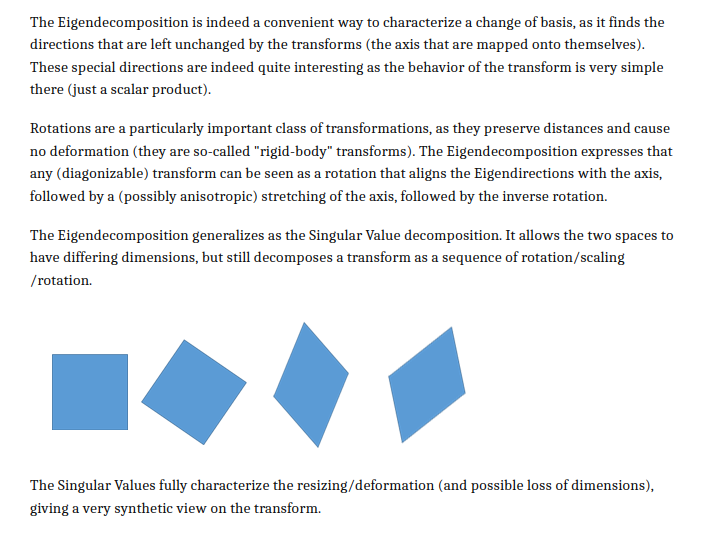 The Eigendecomposition is indeed a convenient way to characterize a change of basis, as it finds the
directions that are left unchanged by the transforms (the axis that are mapped onto themselves).
These special directions are indeed quite interesting as the behavior of the transform is very simple
there (just a scalar product).
Rotations are a particularly important class of transformations, as they preserve distances and cause
no deformation (they are so-called "rigid-body" transforms). The Eigendecomposition expresses that
any (diagonizable) transform can be seen as a rotation that aligns the Eigendirections with the axis,
followed by a (possibly anisotropic) stretching of the axis, followed by the inverse rotation.
The Eigendecomposition generalizes as the Singular Value decomposition. It allows the two spaces to
have differing dimensions, but still decomposes a transform as a sequence of rotation/scaling
/rotation.
The Singular Values fully characterize the resizing/deformation (and possible loss of dimensions),
giving a very synthetic view on the transform.